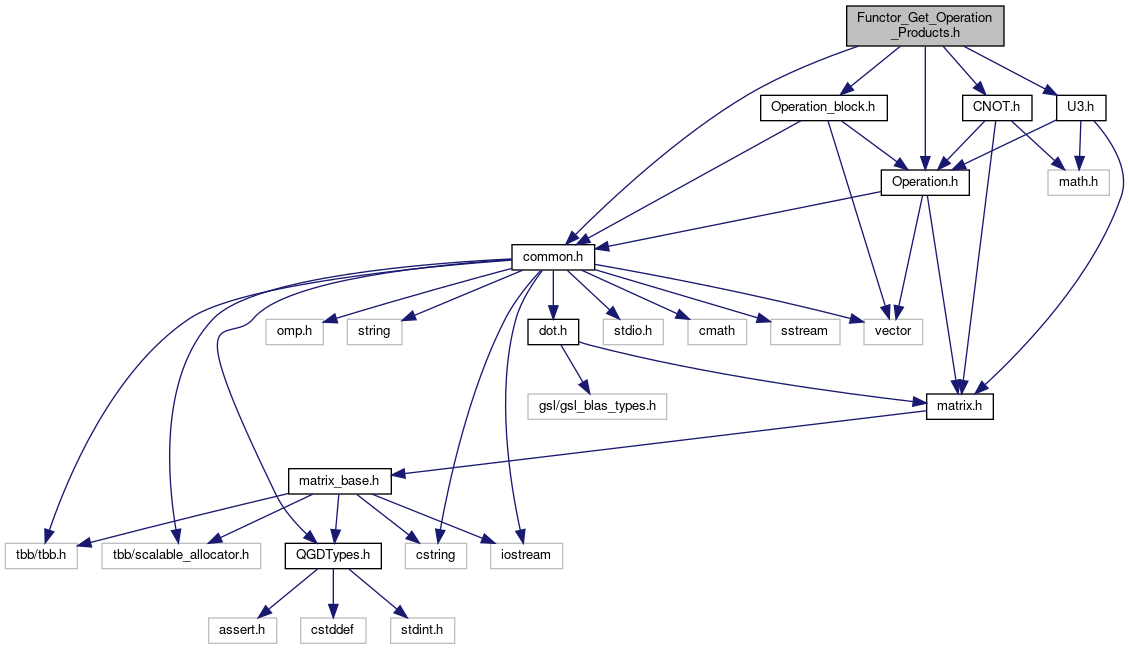 Functor_Get_Operation
_Products.h
Operation_block.h
CNOT.h
U3.h
Operation.h
math.h
common.h
omp.h
string
dot.h
stdio.h
cmath
sstream
vector
gsl/gsl_blas_types.h
matrix.h
matrix_base.h
tbb/tbb.h
tbb/scalable_allocator.h
QGDTypes.h
cstring
iostream
assert.h
cstddef
stdint.h